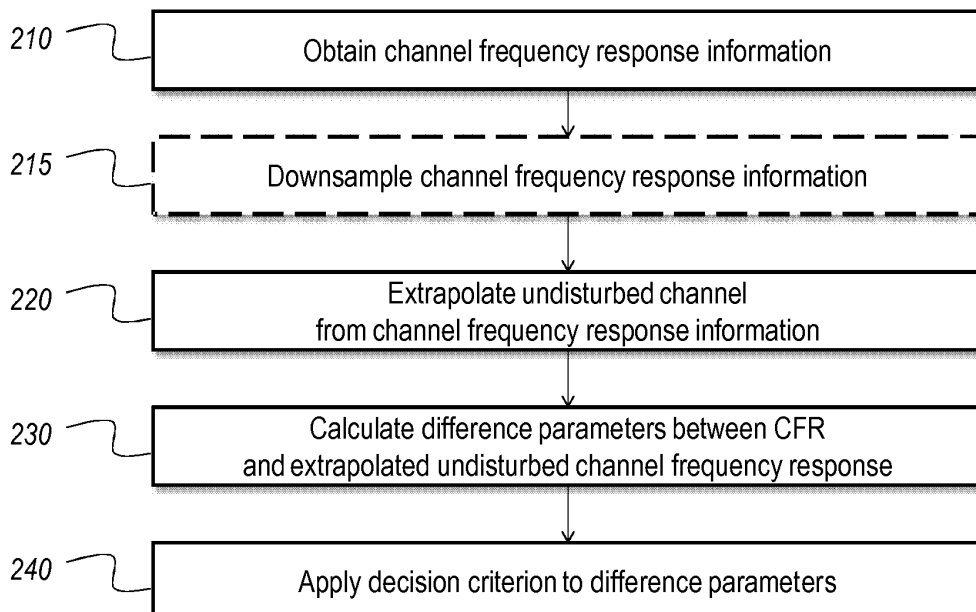 210
Obtain channel frequency response information
215
Downsample channel frequency response information
220
Extrapolate undisturbed channel
from channel frequency response information
230
Calculate difference parameters between CFR
and extrapolated undisturbed channel frequency response
240
Apply decision criterion to difference parameters